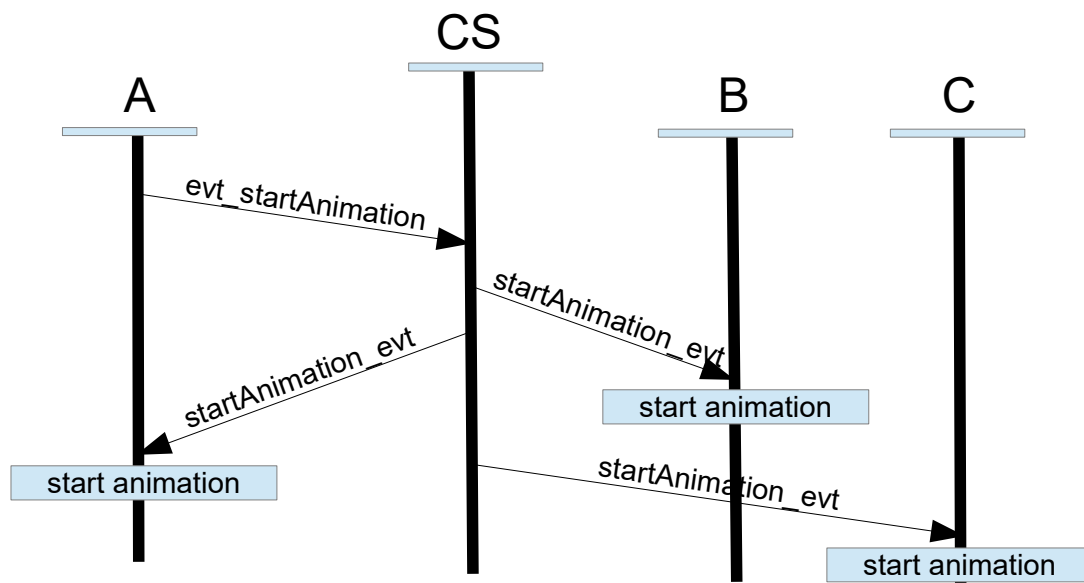 CS
A
B
C
evt_startAnimation
startAnimation_evt
startAnimation_evt
start animation
startAnimation_evt
start animation
start animation